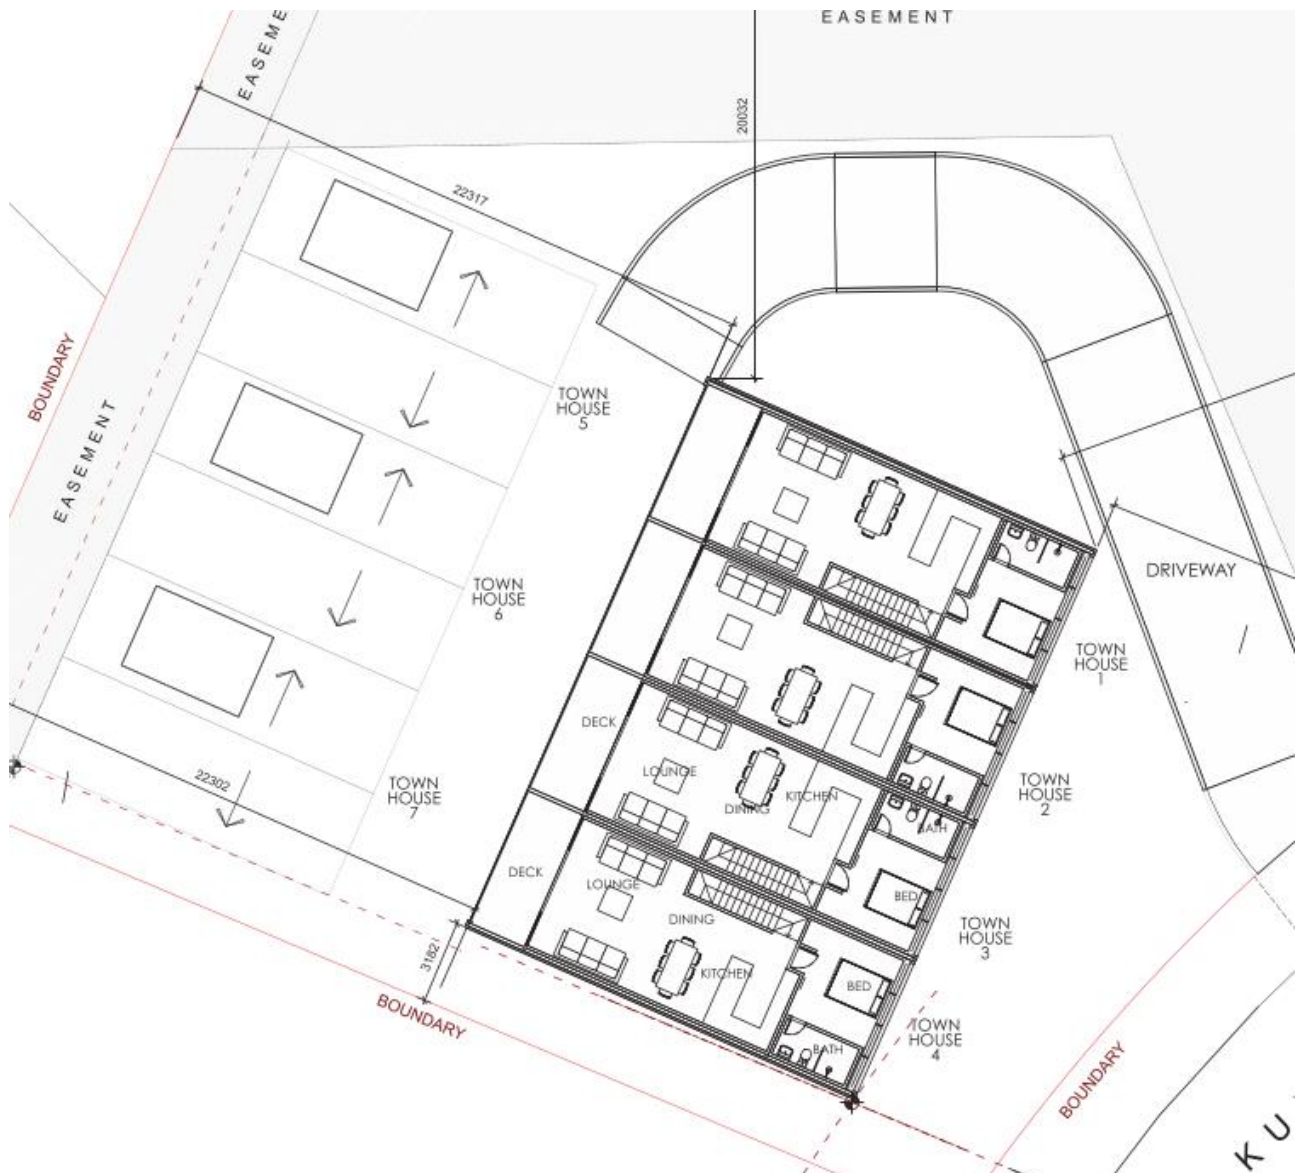 EASEMENT
EASEME
20032
22317
BOUNDARY
EASEMENT
TOWN
HOUSE
5
DRIVEWAY
TOWN
HOUSE
6
TOWN
HOUSE
1
DECK
LOUNGE
DINING
KITCHEN
BATH
TOWN
HOUSE
2
22302
TOWN
HOUSE
7
DECK
LOUNGE
DINING
KITCHEN
BED
TOWN
HOUSE
3
3182
BED
BATH
TOWN
HOUSE
4
BOUNDARY
BOUNDARY
KU